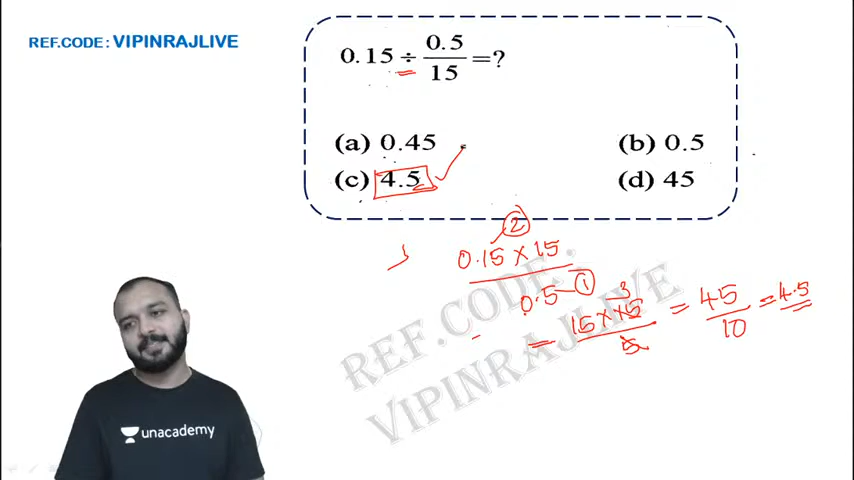 REF.CODE : VIPINRAJLIVE
0.15 ÷ 0.5/15 = ?
(a) 0.45
(b) 0.5
(c) 4.5
(d) 45
2
0.15 × 15
0.5 1
3
= 15 × 15 / 5 = 45/10 = 4.5
REF.CODE:
VIPINRAJLIVE
unacademy